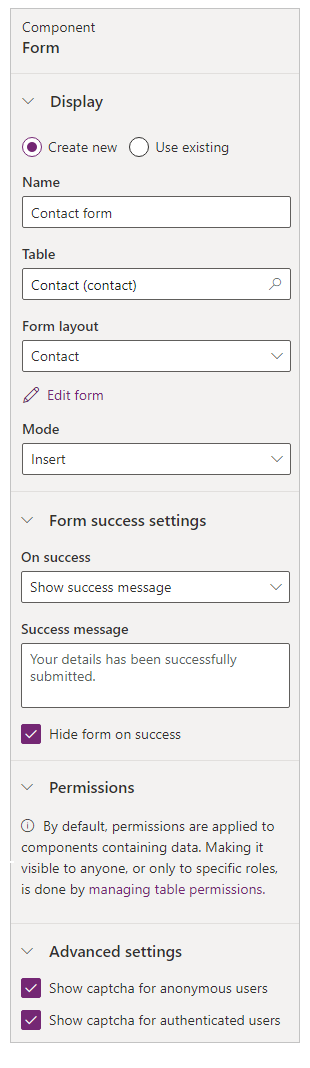 Component
Form
Display
Create new Use existing
Name
Contact form
Table
Contact (contact)
Form layout
Contact
Edit form
Mode
Insert
Form success settings
On success
Show success message
Success message
Your details has been successfully
submitted.
Hide form on success
Permissions
By default, permissions are applied to
components containing data. Making it
visible to anyone, or only to specific roles,
is done by managing table permissions.
Advanced settings
Show captcha for anonymous users
Show captcha for authenticated users